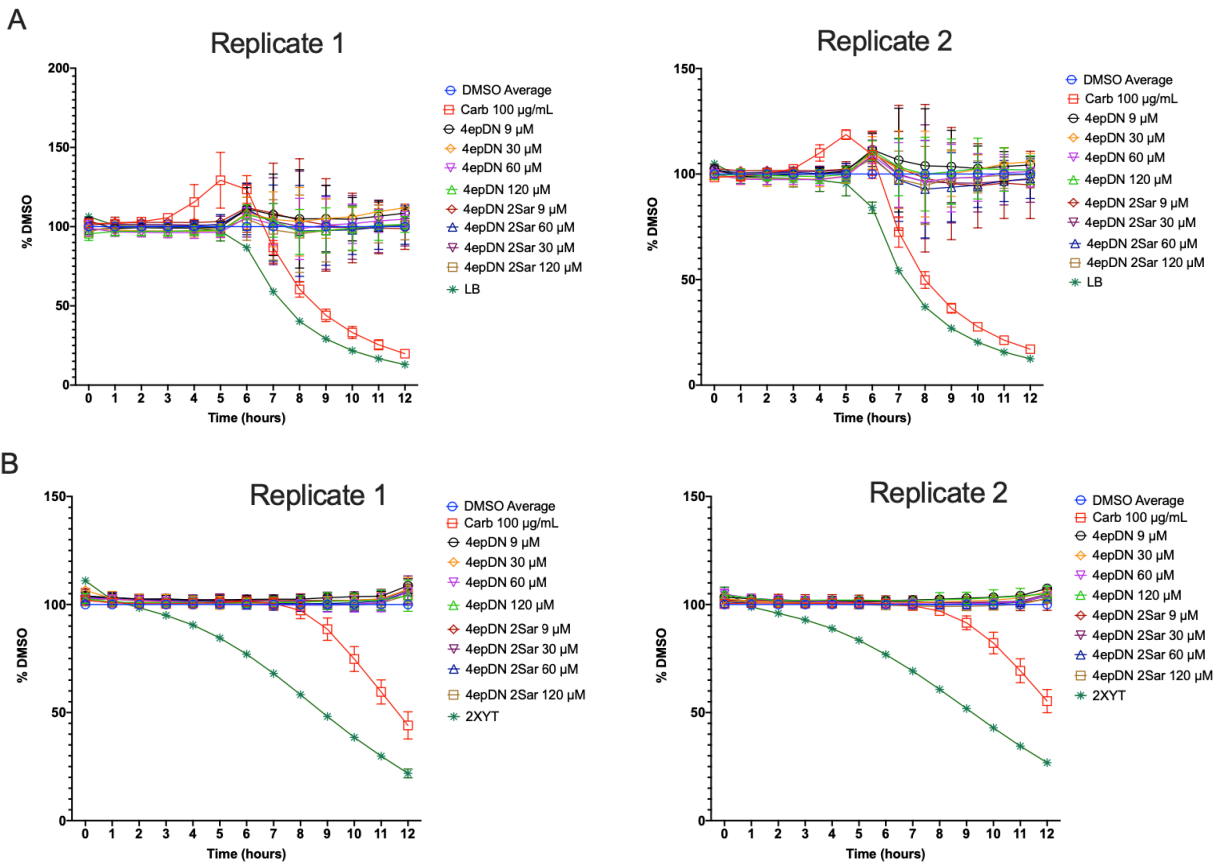 A
Replicate 1
200
150
100
50
0
% DMSO
0 1 2 3 4 5 6 7 8 9 10 11 12
Time (hours)
DMSO Average
Carb 100 µg/mL
4epDN 9 µM
4epDN 30 µM
4epDN 60 µM
4epDN 120 µM
4epDN 2Sar 9 µM
4epDN 2Sar 60 µM
4epDN 2Sar 30 µM
4epDN 2Sar 120 µM
LB
Replicate 2
150
100
50
0
% DMSO
0 1 2 3 4 5 6 7 8 9 10 11 12
Time (hours)
DMSO Average
Carb 100 µg/mL
4epDN 9 µM
4epDN 30 µM
4epDN 60 µM
4epDN 120 µM
4epDN 2Sar 9 µM
4epDN 2Sar 30 µM
4epDN 2Sar 60 µM
4epDN 2Sar 120 µM
LB
B
Replicate 1
150
100
50
0
% DMSO
0 1 2 3 4 5 6 7 8 9 10 11 12
Time (hours)
DMSO Average
Carb 100 µg/mL
4epDN 9 µM
4epDN 30 µM
4epDN 60 µM
4epDN 120 µM
4epDN 2Sar 9 µM
4epDN 2Sar 30 µM
4epDN 2Sar 60 µM
4epDN 2Sar 120 µM
2XYT
Replicate 2
150
100
50
0
% DMSO
0 1 2 3 4 5 6 7 8 9 10 11 12
Time (hours)
DMSO Average
Carb 100 µg/mL
4epDN 9 µM
4epDN 30 µM
4epDN 60 µM
4epDN 120 µM
4epDN 2Sar 9 µM
4epDN 2Sar 30 µM
4epDN 2Sar 60 µM
4epDN 2Sar 120 µM
2XYT